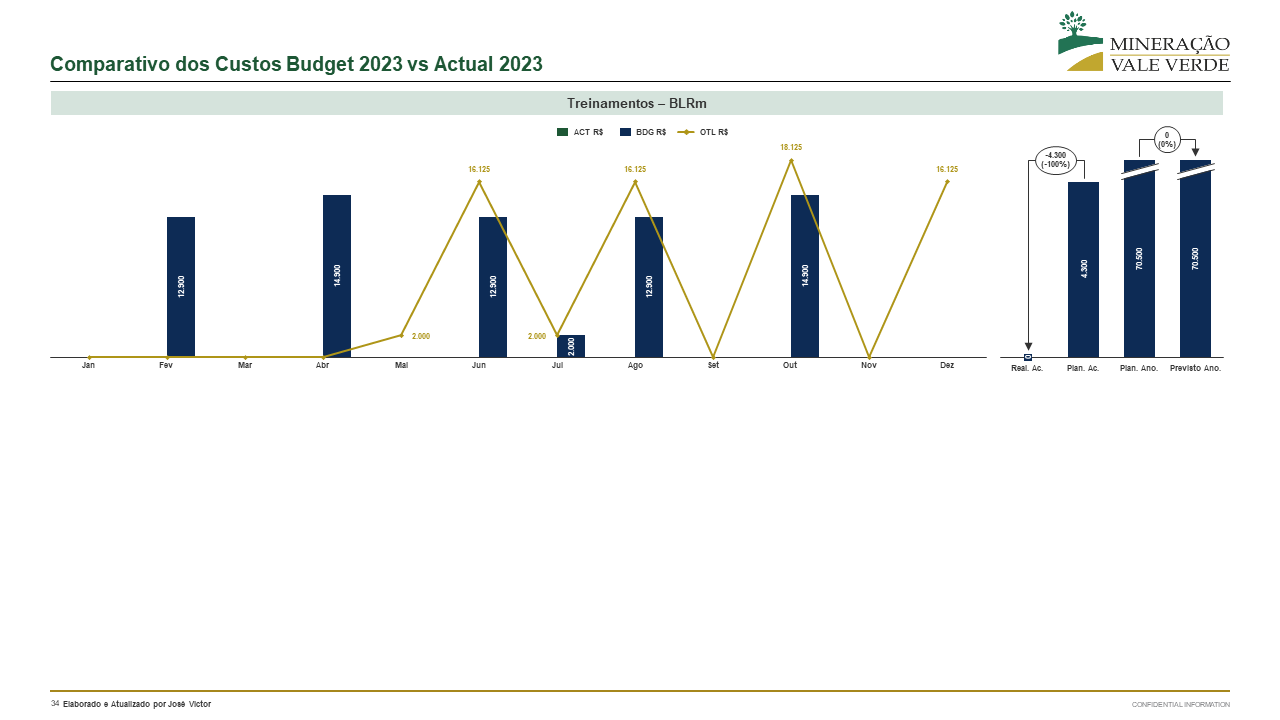 MINERAÇÃO
VALE VERDE
Comparativo dos Custos Budget 2023 vs Actual 2023
Treinamentos – BLRm
ACT R$ BDG R$ OTL R$
16.125
16.125
18.125
16.125
12.900
14.900
12.900
12.900
14.900
2.000
2.000
2.000
Jan Fev Mar Abr Mai Jun Jul Ago Set Out Nov Dez
0
(0%)
-4.300
(-100%)
0
4.300
70.500
70.500
Real. Ac. Plan. Ac. Plan. Ano. Previsto Ano.
34 Elaborado e Atualizado por José Victor
CONFIDENTIAL INFORMATION